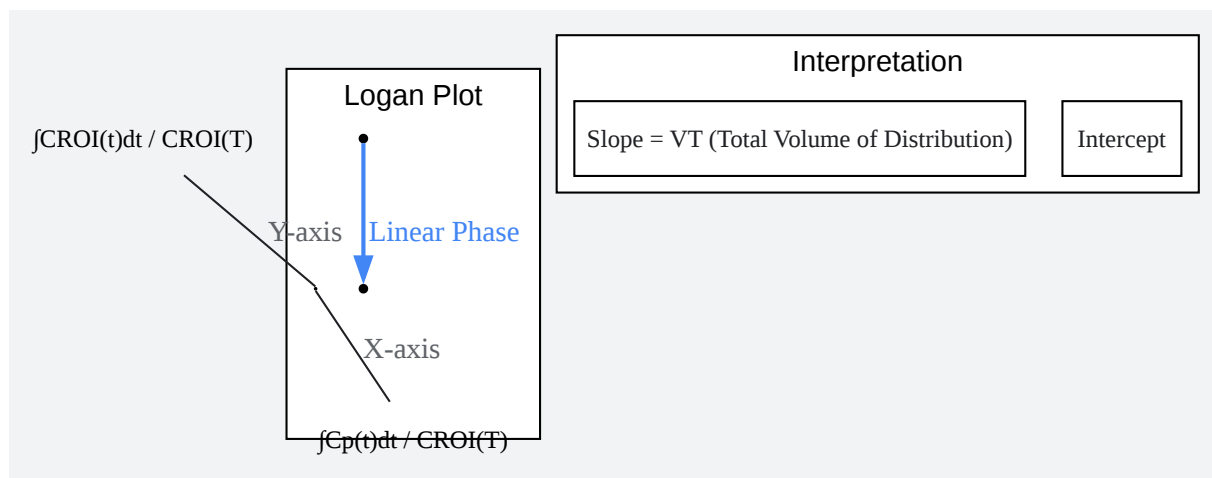 Interpretation
Logan Plot
Slope = VT (Total Volume of Distribution)
Intercept
∫CROI(t)dt / CROI(T)
Y-axis
Linear Phase
X-axis
∫Cp(t)dt / CROI(T)